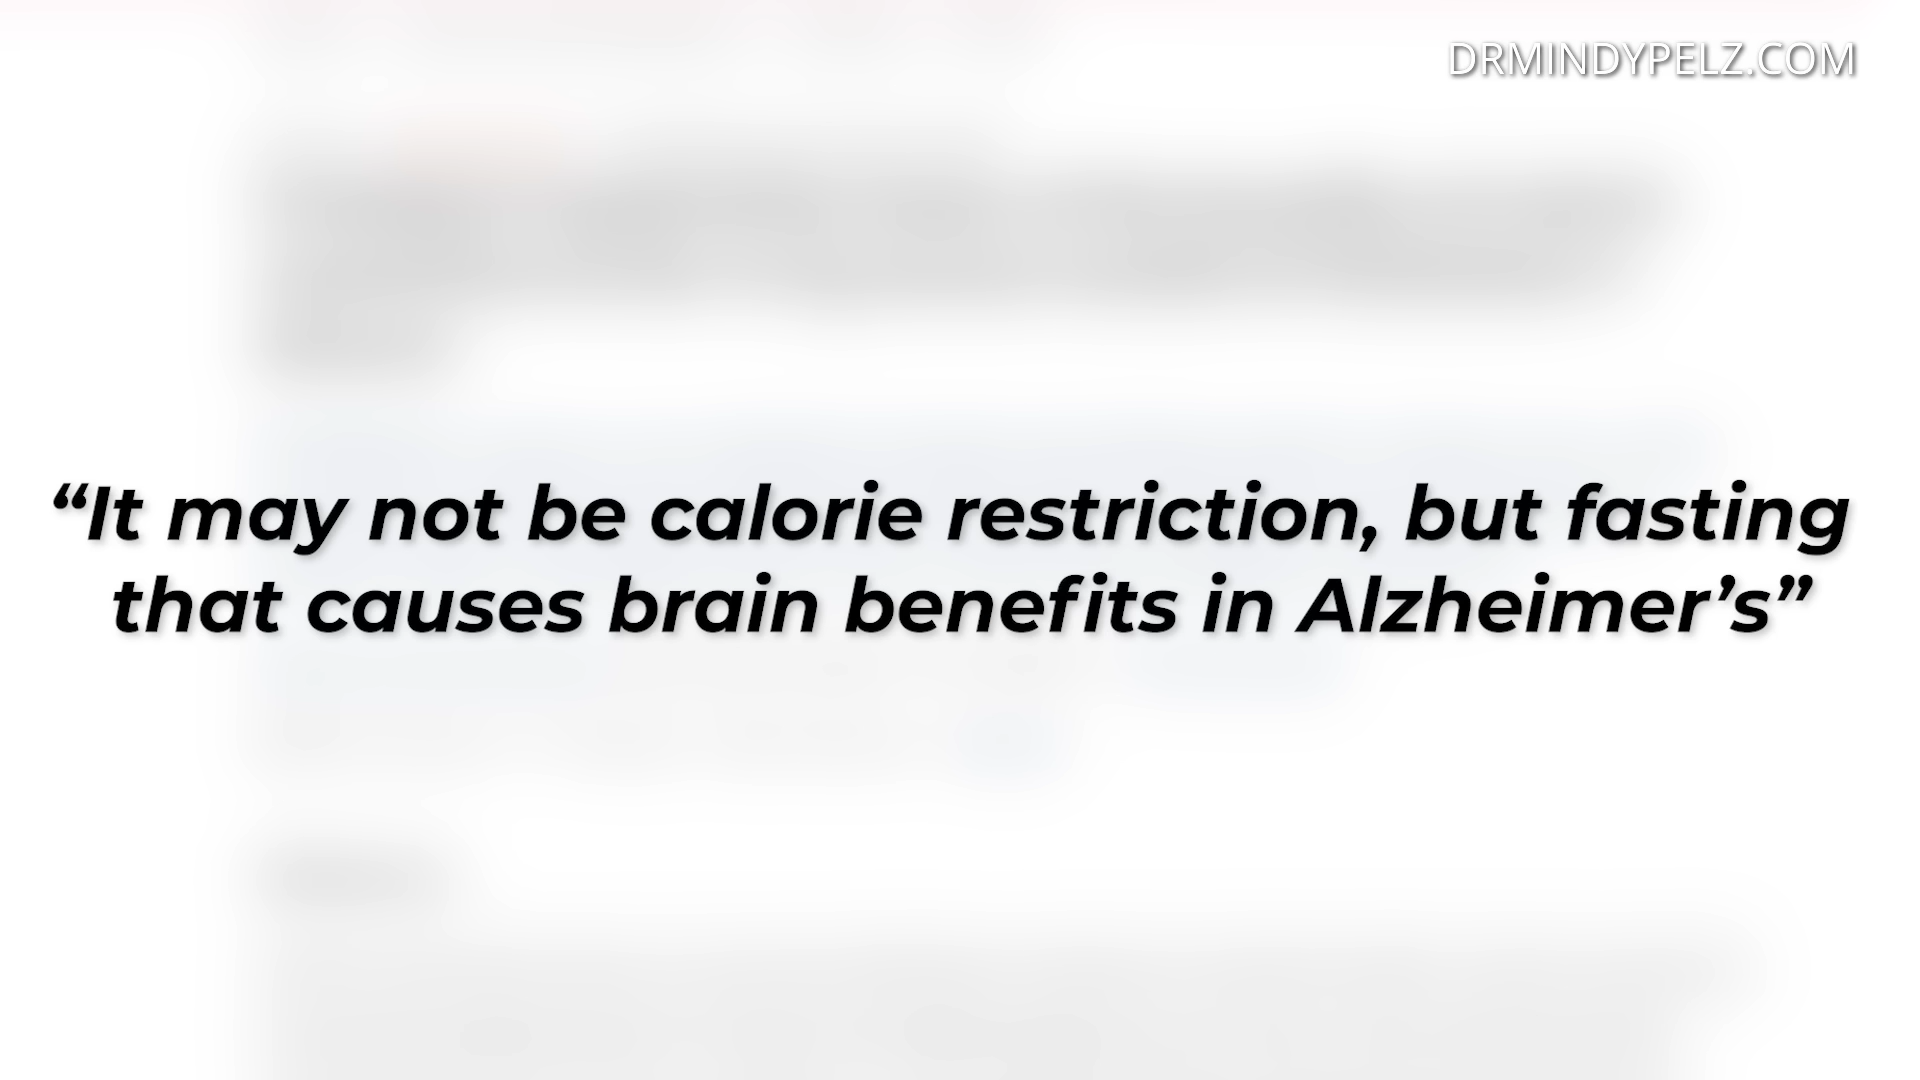 DRMINDYPELZ.COM
“It may not be calorie restriction, but fasting
that causes brain benefits in Alzheimer’s”